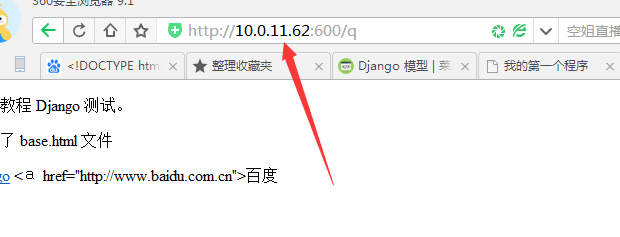 360安全浏览器 9.1
http://10.0.11.62:600/q
空姐直播
<!DOCTYPE htm
整理收藏夹
Django 模型 | 菜
我的第一个程序
教程 Django 测试。
了 base.html 文件
go <a href="http://www.baidu.com.cn">百度